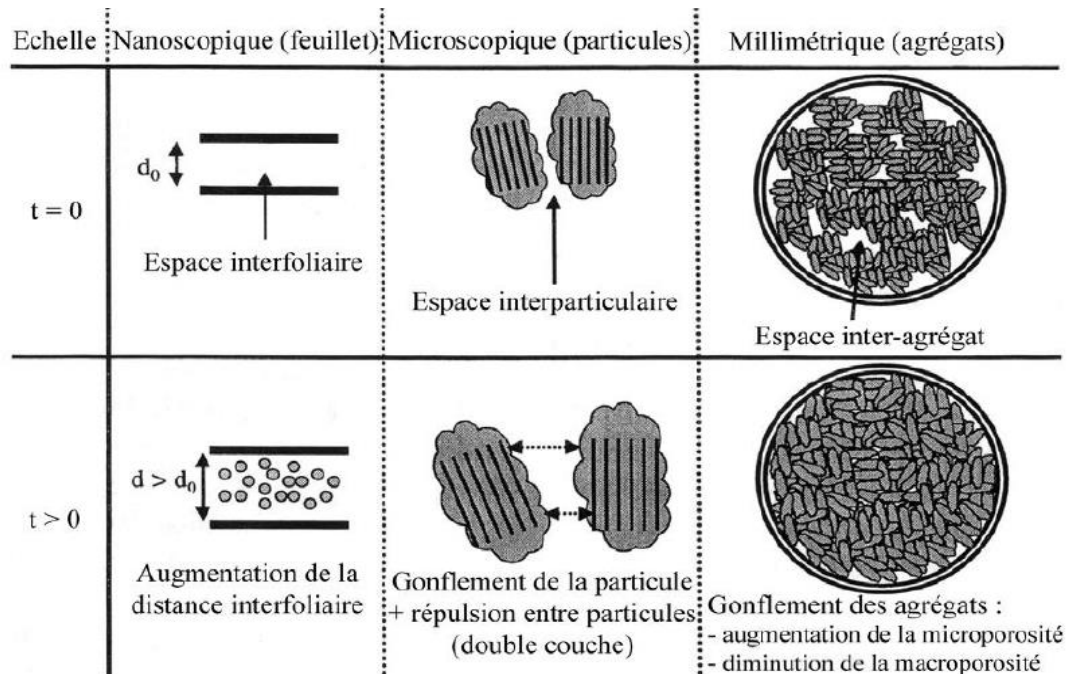 Echelle Nanoscopique (feuillet) Microscopique (particules) Millimétrique (agrégats)
t = 0
d₀
Espace interfoliaire
Espace interparticulaire
Espace inter-agrégat
t > 0
d > d₀
Augmentation de la
distance interfoliaire
Gonflement de la particule
+ répulsion entre particules
(double couche)
Gonflement des agrégats :
- augmentation de la microporosité
- diminution de la macroporosité